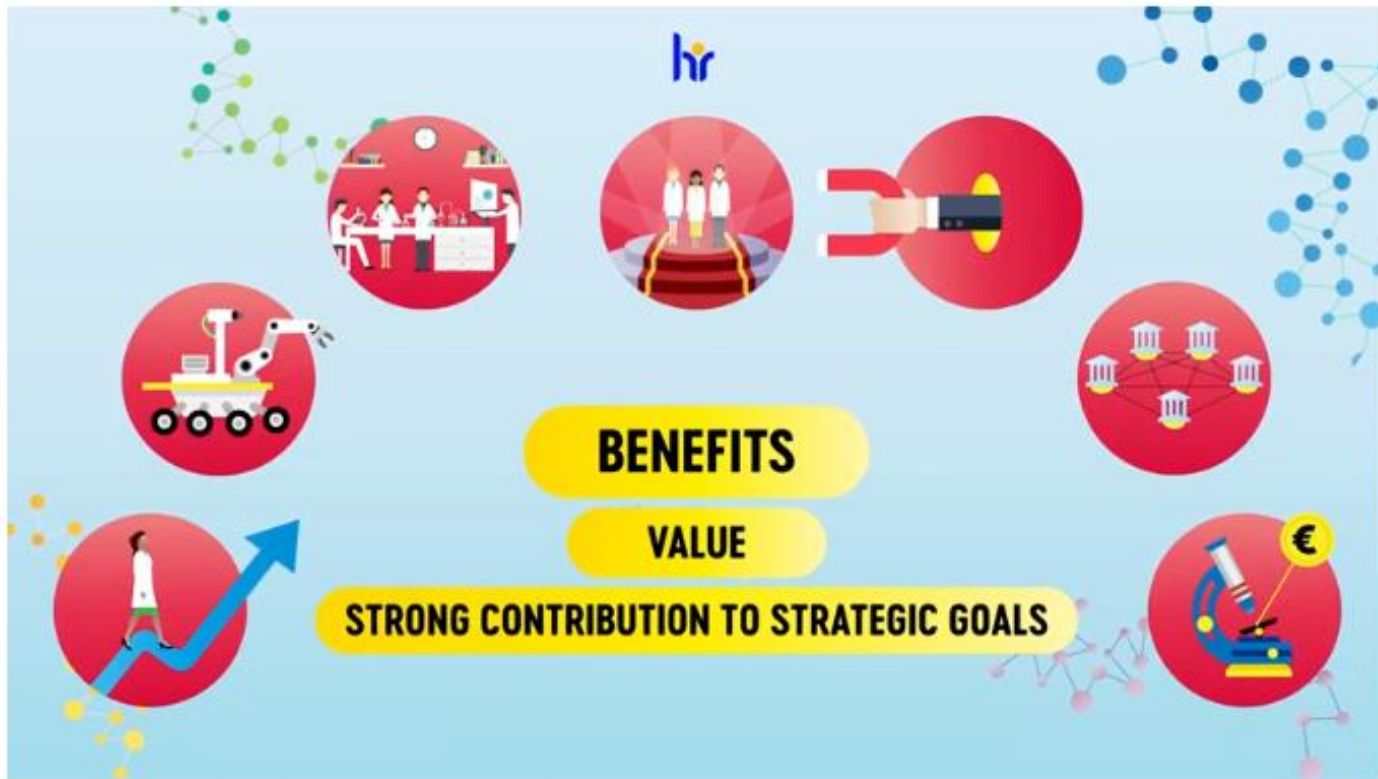 hr
BENEFITS
VALUE
STRONG CONTRIBUTION TO STRATEGIC GOALS
€